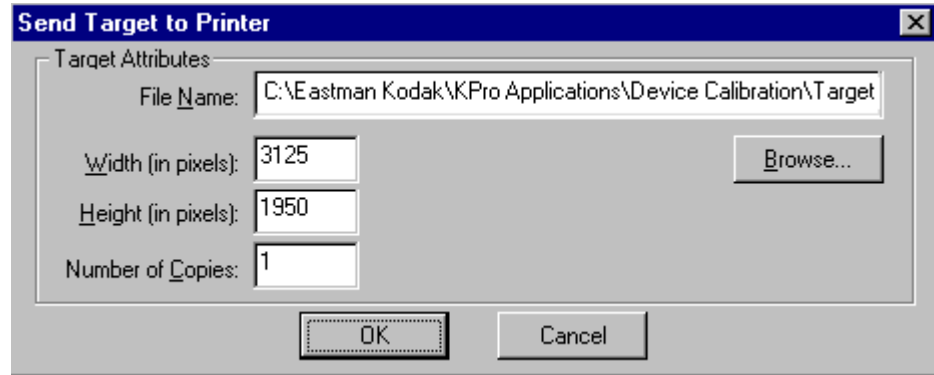 Send Target to Printer
Target Attributes
File Name: C:\Eastman Kodak\KPro Applications\Device Calibration\Target
Width (in pixels): 3125 Browse...
Height (in pixels): 1950
Number of Copies: 1
OK Cancel